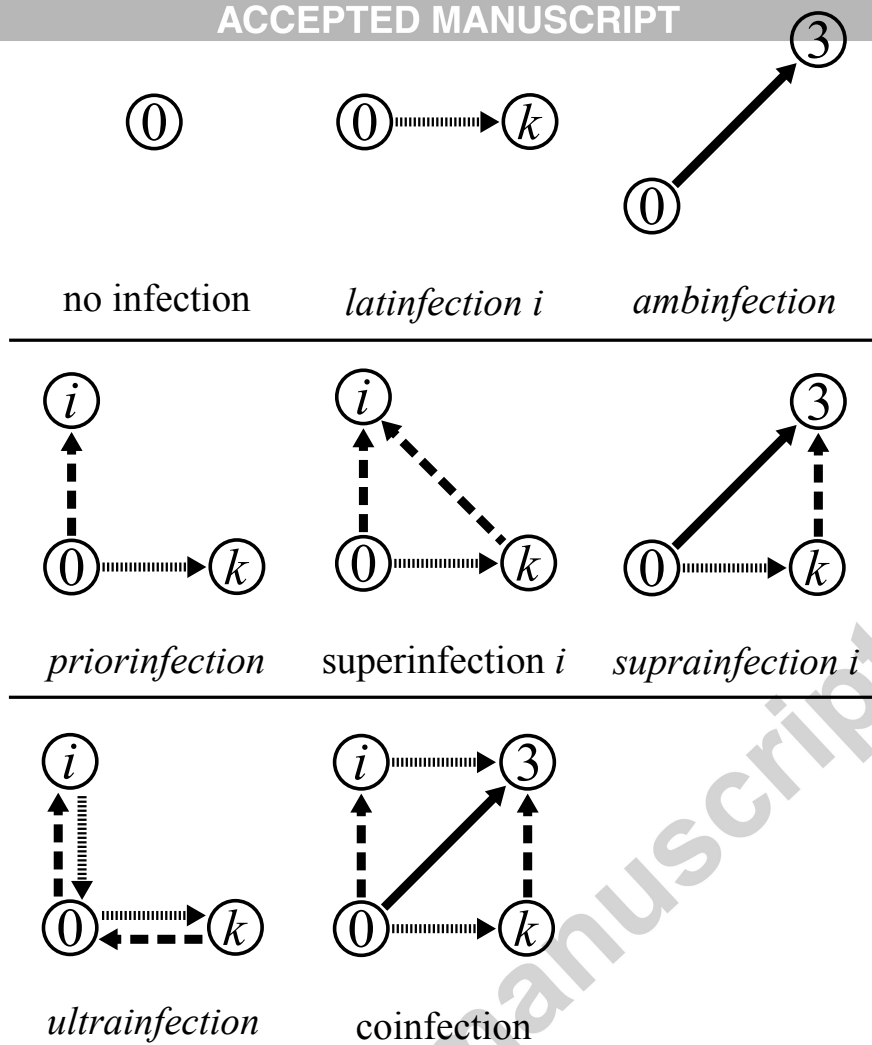 ACCEPTED MANUSCRIPT
3
0
0 k
0
no infection latinfection i ambinfection
i i 3
0 k 0 k 0 k
priorinfection superinfection i suprainfection i
i i 3
0 k 0 k
ultrainfection coinfection
manuscript